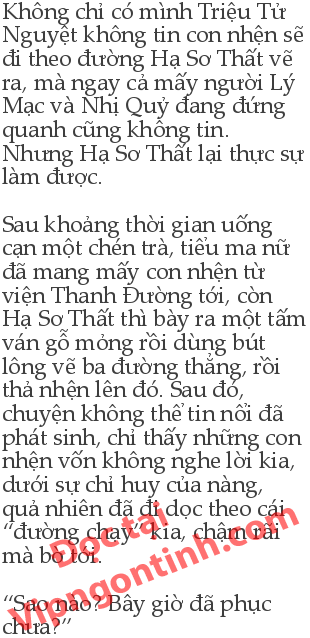 Không chỉ có mình Triệu Tử
Nguyệt không tin con nhện sẽ
đi theo đường Hạ Sơ Thất vẽ
ra, mà ngay cả mấy người Lý
Mạc và Nhị Quỷ đang đứng
quanh cũng không tin.
Nhưng Hạ Sơ Thất lại thực sự
làm được.
Sau khoảng thời gian uống
cạn một chén trà, tiểu ma nữ
đã mang mấy con nhện từ
viện Thanh Đường tới, còn
Hạ Sơ Thất thì bày ra một tấm
ván gỗ mỏng rồi dùng bút
lông vẽ ba đường thẳng, rồi
thả nhện lên đó. Sau đó,
chuyện không thể tin nổi đã
phát sinh, chỉ thấy những con
nhện vốn không nghe lời kia,
dưới sự chỉ huy của nàng,
quả nhiên đã đi dọc theo cái
“đường chạy” kia, chậm rãi
mà bò tới.
“Sao nào? Bây giờ đã phục
chưa?”
Đọc tại
Vipngontinh.com